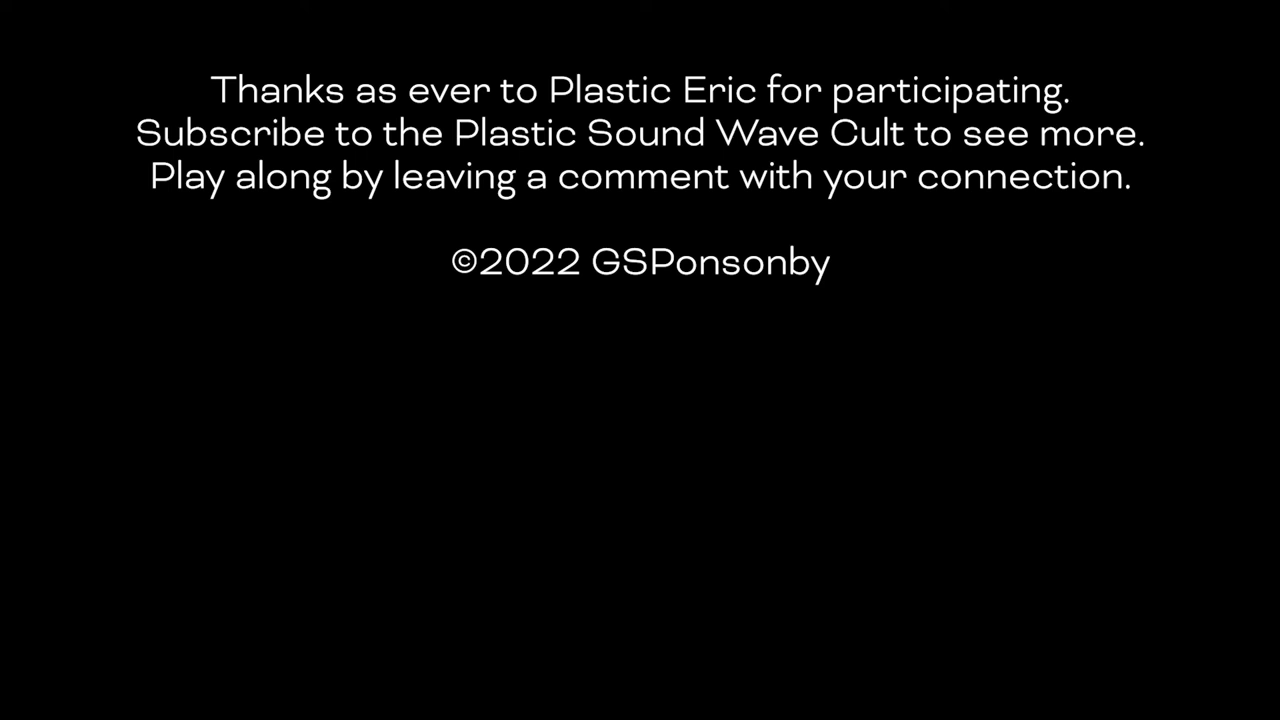 Thanks as ever to Plastic Eric for participating.
Subscribe to the Plastic Sound Wave Cult to see more.
Play along by leaving a comment with your connection.
©2022 GSPonsonby